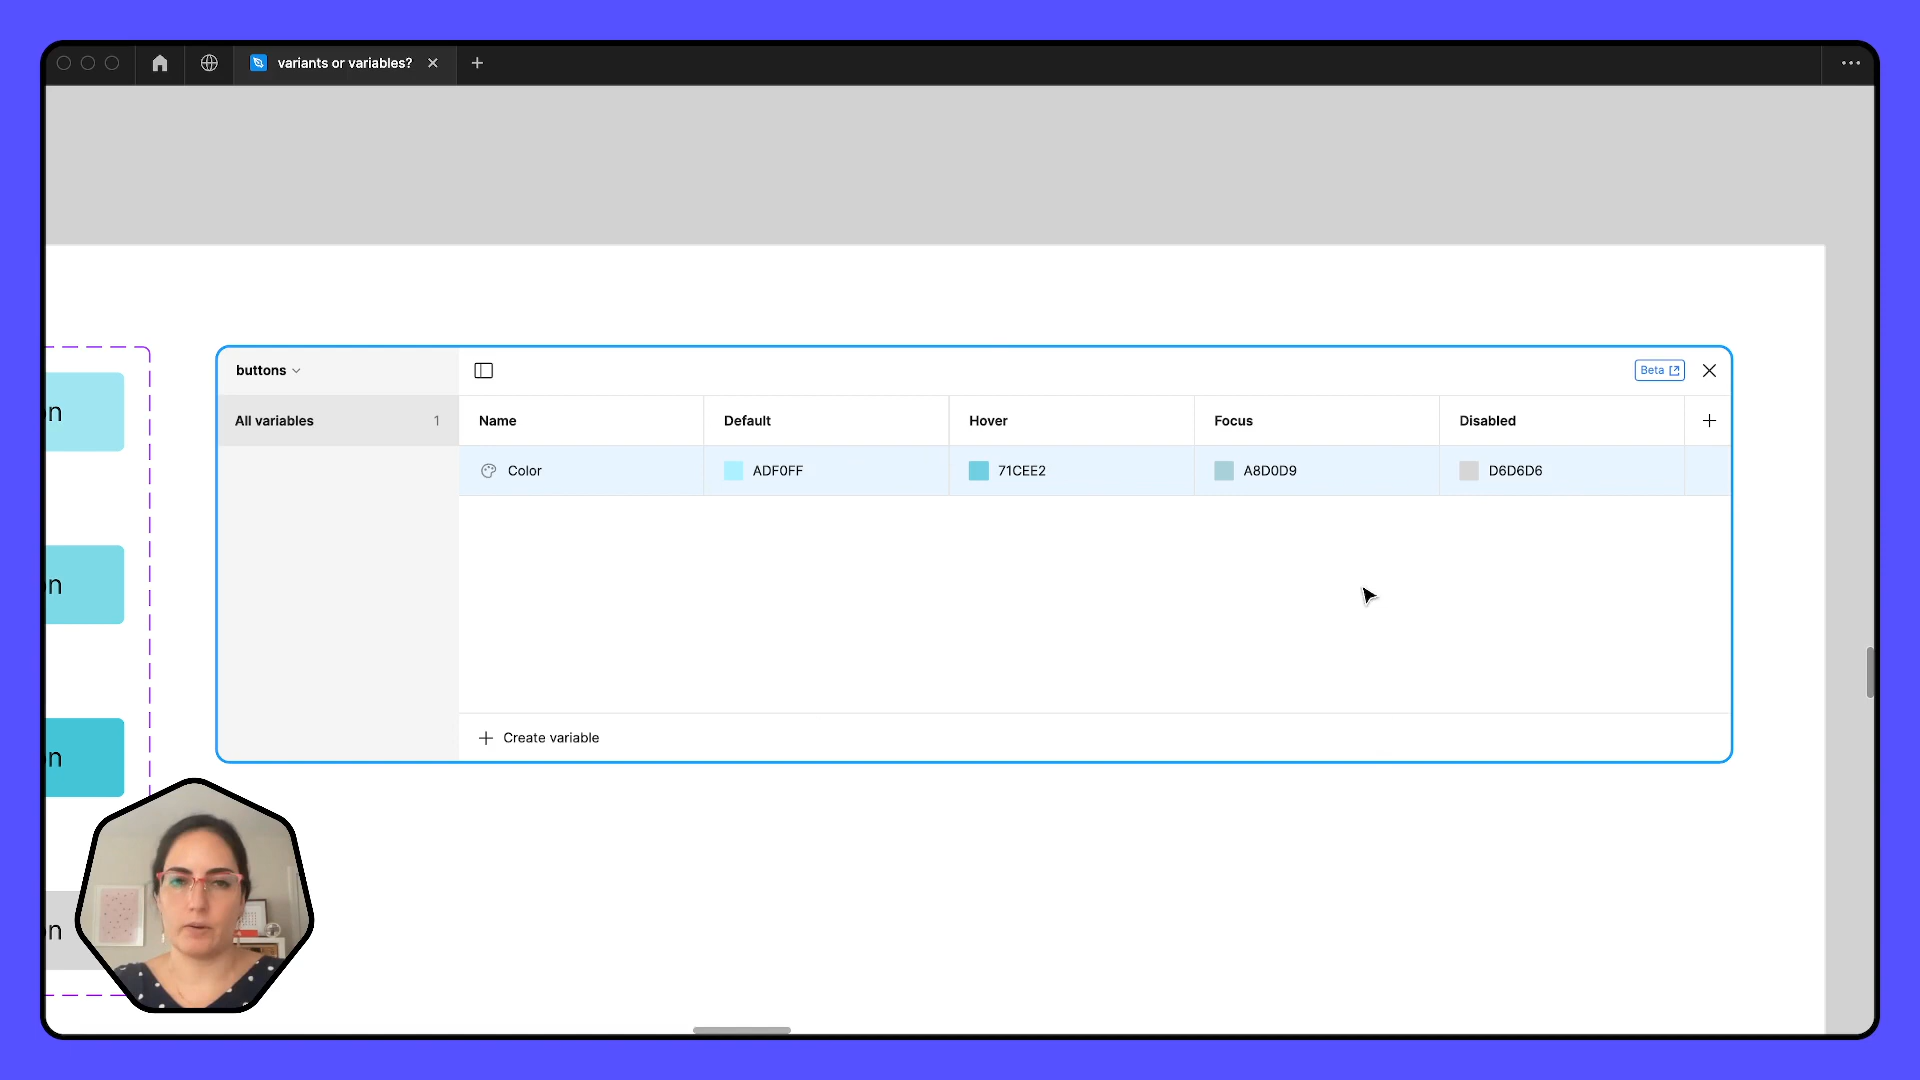 variants or variables?
buttons
Beta
All variables 1
Name Default Hover Focus Disabled
Color ADF0FF 71CEE2 A8D0D9 D6D6D6
Create variable
n
n
n
n